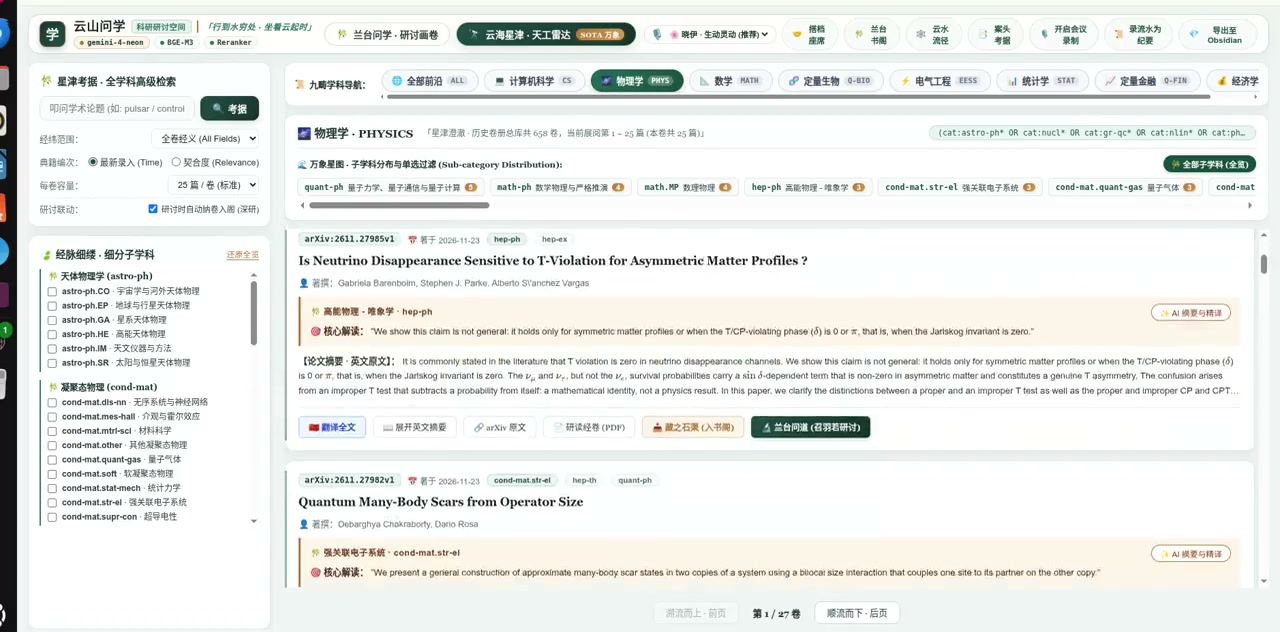 学 云山问学 科研研讨空间 「行到水穷处 · 坐看云起时」
gemini-4-neon BGE-M3 Reranker
兰台问学 · 研讨画卷
云海星津 · 天工雷达 SOTA 万象
晓伊 · 生动灵动 (推荐)
搭档座席
兰台书阁
云水流径
案头考据
开启会议录制
录流水为纪要
导出至 Obsidian
星津考据 · 全学科高级检索
叩问学术论题 (如: pulsar / control 考据
经纬范围： 全卷经义 (All Fields)
典籍编次： 最新录入 (Time) 契合度 (Relevance)
每卷容量： 25 篇 / 卷 (标准)
研讨联动： 研讨时自动纳卷入阁 (深研)
经脉细缕 · 细分子学科 还原全览
天体物理学 (astro-ph)
astro-ph.CO · 宇宙学与河外天体物理
astro-ph.EP · 地球与行星天体物理
astro-ph.GA · 星系天体物理
astro-ph.HE · 高能天体物理
astro-ph.IM · 天文仪器与方法
astro-ph.SR · 太阳与恒星天体物理
凝聚态物理 (cond-mat)
cond-mat.dis-nn · 无序系统与神经网络
cond-mat.mes-hall · 介观与霍尔效应
cond-mat.mtrl-sci · 材料科学
cond-mat.other · 其他凝聚态物理
cond-mat.quant-gas · 量子气体
cond-mat.soft · 软凝聚态物理
cond-mat.stat-mech · 统计力学
cond-mat.str-el · 强关联电子系统
cond-mat.supr-con · 超导电性
九畴学科导航： 全部前沿 ALL 计算机科学 CS 物理学 PHYS 数学 MATH 定量生物 Q-BIO 电气工程 EESS 统计学 STAT 定量金融 Q-FIN 经济学
物理学 · PHYSICS 「星津澄澈 · 历史卷册总库共 658 卷，当前展阅第 1 – 25 篇 (本卷共 25 篇)」 (cat:astro-ph* OR cat:nucl* OR cat:gr-qc* OR cat:nlin* OR cat:ph…
万象星图 · 子学科分布与单选过滤 (Sub-category Distribution): 全部子学科 (全览)
quant-ph 量子力学、量子通信与量子计算 5 math-ph 数学物理与严格推演 4 math.MP 数理物理 4 hep-ph 高能物理 - 唯象学 3 cond-mat.str-el 强关联电子系统 3 cond-mat.quant-gas 量子气体 3 cond-mat
arXiv:2611.27985v1 著于 2026-11-23 hep-ph hep-ex
Is Neutrino Disappearance Sensitive to T-Violation for Asymmetric Matter Profiles ?
著撰：Gabriela Barenboim, Stephen J. Parke, Alberto S\'anchez Vargas
高能物理 - 唯象学 · hep-ph AI 摘要与精译
核心解读： "We show this claim is not general: it holds only for symmetric matter profiles or when the T/CP-violating phase (δ) is 0 or π, that is, when the Jarlskog invariant is zero."
【论文摘要 · 英文原文】： It is commonly stated in the literature that T violation is zero in neutrino disappearance channels. We show this claim is not general: it holds only for symmetric matter profiles or when the T/CP-violating phase (δ)
is 0 or π, that is, when the Jarlskog invariant is zero. The ν_μ and ν_τ, but not the ν_e, survival probabilities carry a sin δ-dependent term that is non-zero in asymmetric matter and constitutes a genuine T asymmetry. The confusion arises
from an improper T test that subtracts a probability from itself: a mathematical identity, not a physics result. In this paper, we clarify the distinctions between a proper and an improper T test as well as the proper and improper CP and CPT…
翻译全文 展开英文摘要 arXiv 原文 研读经卷 (PDF) 藏之石渠 (入书阁) 兰台问道 (召羽若研讨)
arXiv:2611.27982v1 著于 2026-11-23 cond-mat.str-el hep-th quant-ph
Quantum Many-Body Scars from Operator Size
著撰：Debarghya Chakraborty, Dario Rosa
强关联电子系统 · cond-mat.str-el AI 摘要与精译
核心解读： "We present a general construction of approximate many-body scar states in two copies of a system using a bilocal size interaction that couples one site to its partner on the other copy."
溯流而上 · 前页 第 1 / 27 卷 顺流而下 · 后页
1